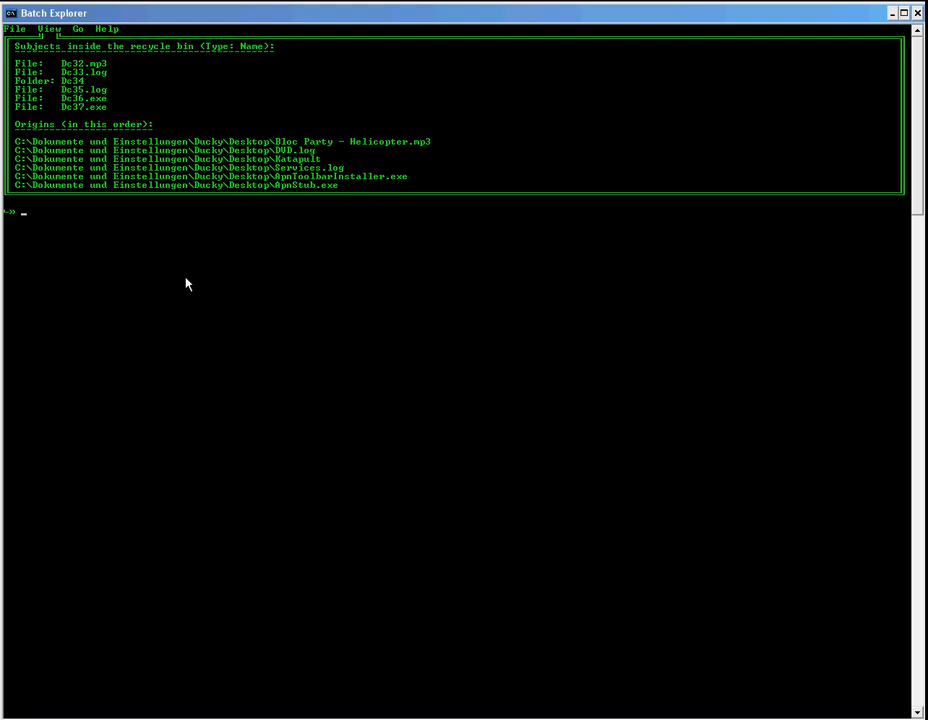 Batch Explorer
File View Go Help
Subjects inside the recycle bin (Type: Name):
File: Dc32.mp3
File: Dc33.log
Folder: Dc34
File: Dc35.log
File: Dc36.exe
File: Dc37.exe
Origins (in this order):
C:\Dokumente und Einstellungen\Ducky\Desktop\Bloc Party - Helicopter.mp3
C:\Dokumente und Einstellungen\Ducky\Desktop\DVD.log
C:\Dokumente und Einstellungen\Ducky\Desktop\Katapult
C:\Dokumente und Einstellungen\Ducky\Desktop\Services.log
C:\Dokumente und Einstellungen\Ducky\Desktop\ApnToolbarInstaller.exe
C:\Dokumente und Einstellungen\Ducky\Desktop\ApnStub.exe